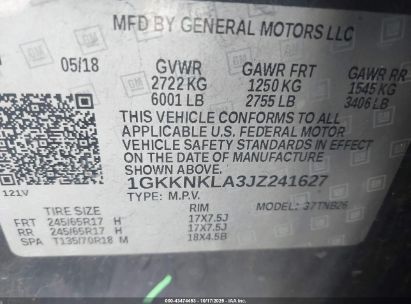 MFD BY GENERAL MOTORS LLC
05/18 GVWR GAWR FRT GAWR RR
2722 KG 1250 KG 1545 KG
6001 LB 2755 LB 3406 LB
THIS VEHICLE CONFORMS TO ALL
APPLICABLE U.S. FEDERAL MOTOR
VEHICLE SAFETY STANDARDS IN EFFECT
ON THE DATE OF MANUFACTURE
SHOWN ABOVE.
1GKKNKLA3JZ241627
121V TYPE: M.P.V. MODEL: 37TNB26
TIRE SIZE RIM
FRT 245/65R17 H 17X7.5J
RR 245/65R17 H 17X7.5J
SPA T135/70R18 M 18X4.5B
GM